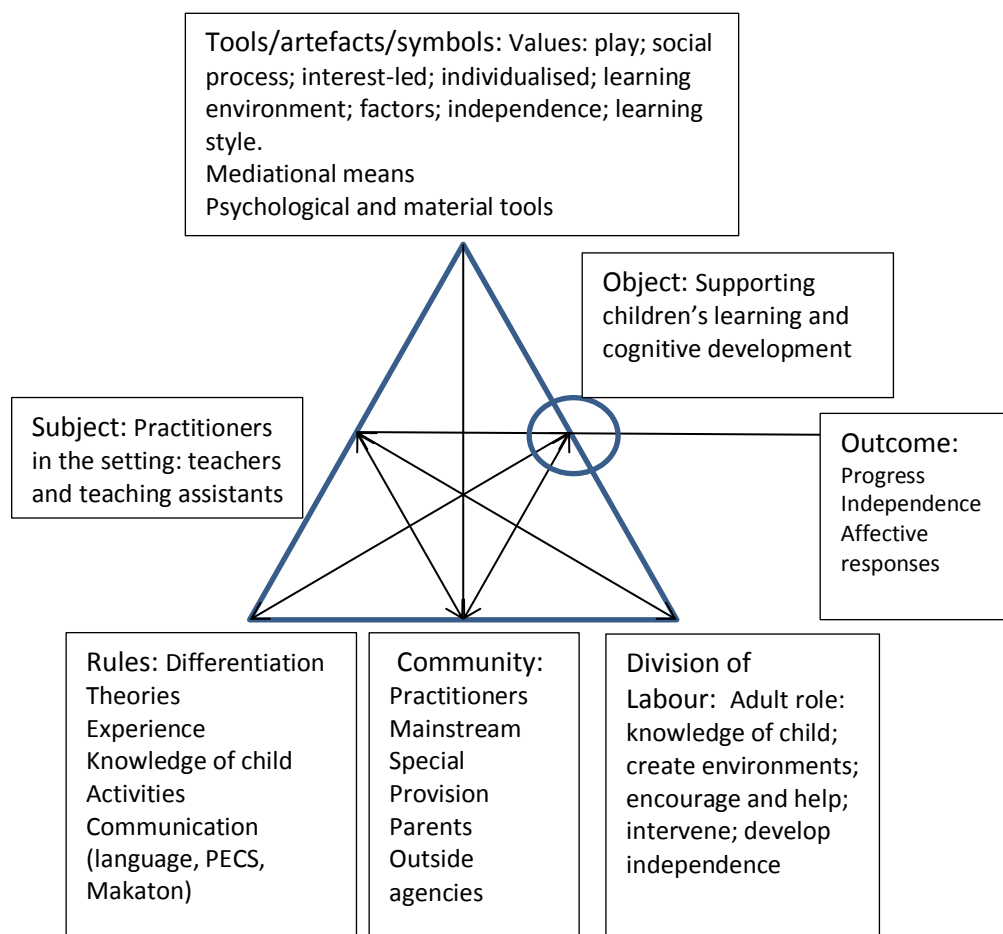 Tools/artefacts/symbols: Values: play; social
process; interest-led; individualised; learning
environment; factors; independence; learning
style.
Mediational means
Psychological and material tools
Object: Supporting
children’s learning and
cognitive development
Subject: Practitioners
in the setting: teachers
and teaching assistants
Outcome:
Progress
Independence
Affective
responses
Rules: Differentiation
Theories
Experience
Knowledge of child
Activities
Communication
(language, PECS,
Makaton)
Community:
Practitioners
Mainstream
Special
Provision
Parents
Outside
agencies
Division of
Labour: Adult role:
knowledge of child;
create environments;
encourage and help;
intervene; develop
independence